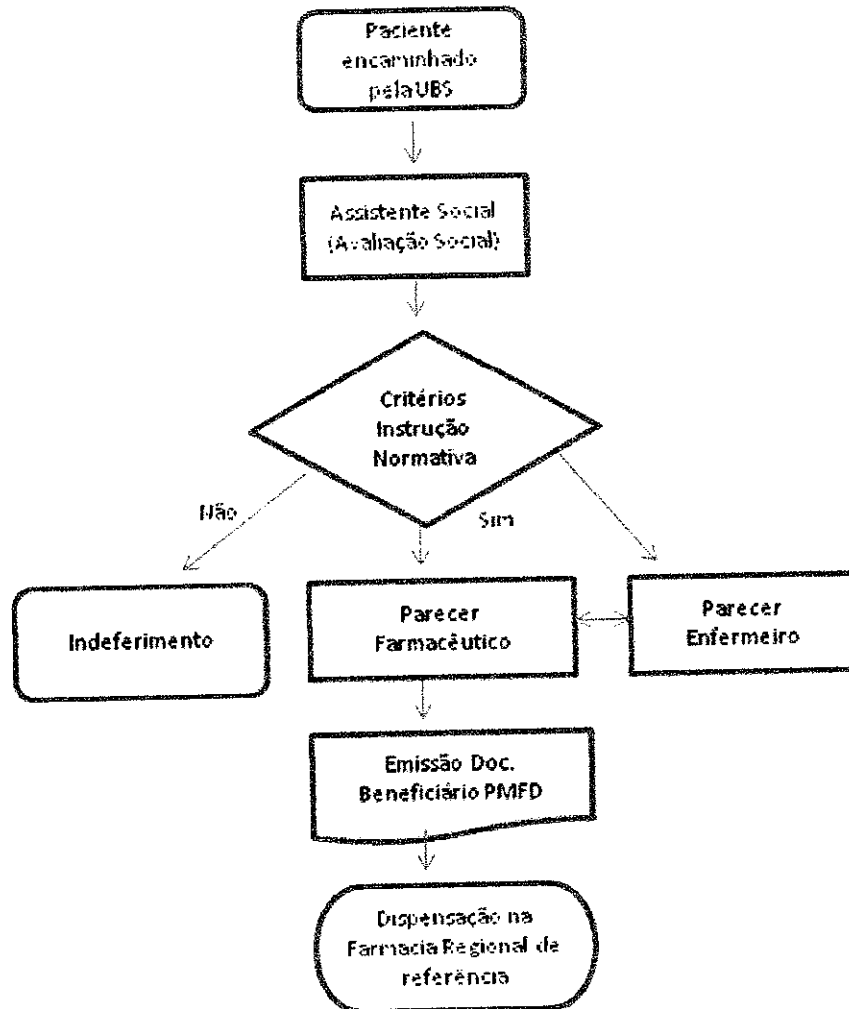 Paciente
encaminhado
pela UBS
Assistente Social
(Avaliação Social)
Critérios
Instrução
Normativa
Não
Sim
Indeferimento
Parecer
Farmacêutico
Parecer
Enfermeiro
Emissão Doc.
Beneficiário PMFD
Dispensação na
Farmacia Regional de
referência